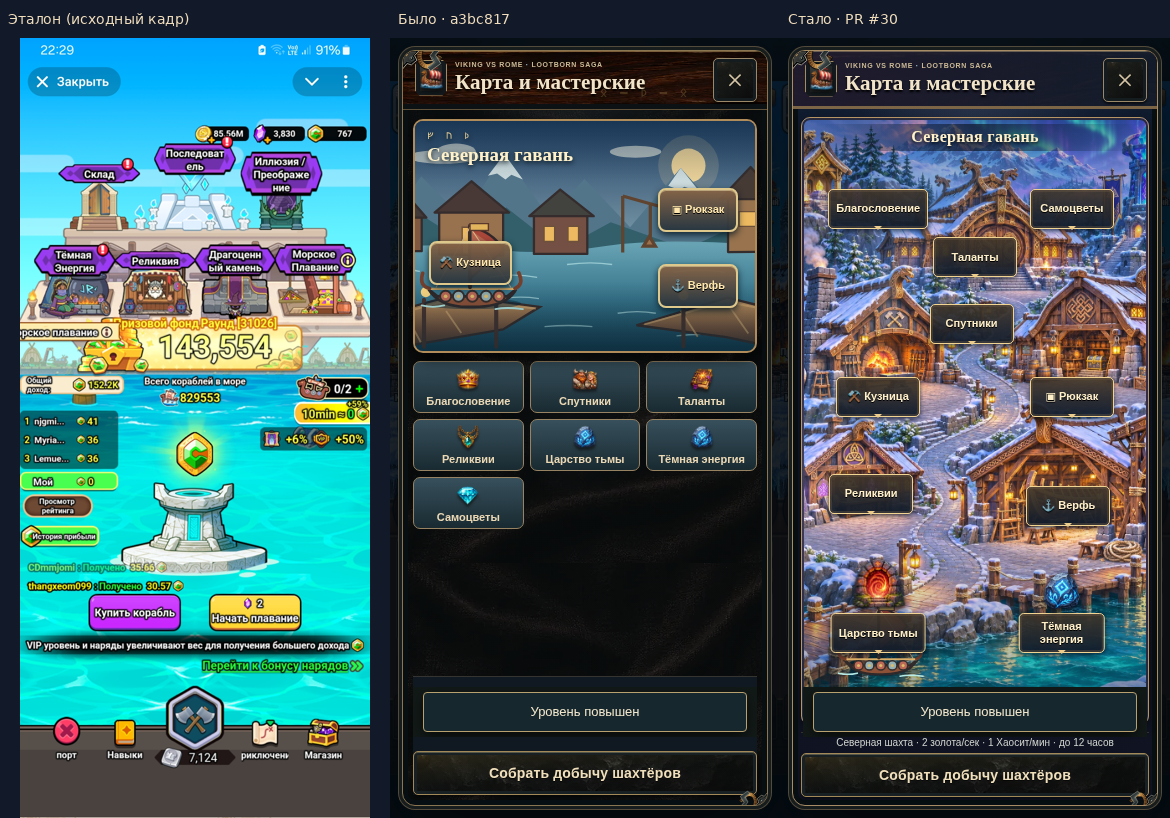 Эталон (исходный кадр)
22:29
91%
Закрыть
85.56M
3,830
767
Последоват
ель
Склад
Иллюзия /
Преображе
ние
Тёмная
Энергия
Реликвия
Драгоценн
ый камень
Морское
Плавание
орское плавание
ризовой фонд Раунд [31026]
143,554
Общий
доход:
152.2K
Всего кораблей в море
829553
0/2 +
+59%
10min ≈ 0
1 njgmi... 41
2 Myria... 36
3 Lemue... 36
+6%
+50%
Мой 0
Просмотр
рейтинга
История прибыли
CDmmjomi : Получено 35.66
thangxeom099 : Получено 30.57
Купить корабль
2
Начать плавание
VIP уровень и наряды увеличивают вес для получения большего дохода
Перейти к бонусу нарядов
порт
Навыки
7,124
риключени
Магазин
Было · a3bc817
VIKING VS ROME · LOOTBORN SAGA
Карта и мастерские
ᚠ ᚢ ᚦ
Северная гавань
Рюкзак
Кузница
Верфь
Благословение
Спутники
Таланты
Реликвии
Царство тьмы
Тёмная энергия
Самоцветы
Уровень повышен
Собрать добычу шахтёров
Стало · PR #30
VIKING VS ROME · LOOTBORN SAGA
Карта и мастерские
Северная гавань
Благословение
Самоцветы
Таланты
Спутники
Кузница
Рюкзак
Реликвии
Верфь
Царство тьмы
Тёмная
энергия
Уровень повышен
Северная шахта · 2 золота/сек · 1 Хаосит/мин · до 12 часов
Собрать добычу шахтёров